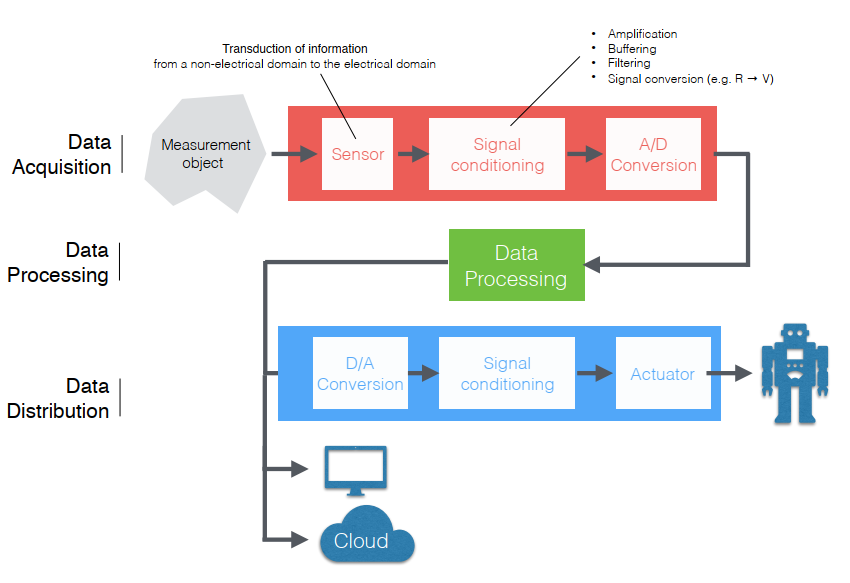 Transduction of information
from a non-electrical domain to the electrical domain
• Amplification
• Buffering
• Filtering
• Signal conversion (e.g. R → V)
Data
Acquisition
Measurement
object
Sensor
Signal
conditioning
A/D
Conversion
Data
Processing
Data
Processing
Data
Distribution
D/A
Conversion
Signal
conditioning
Actuator
Cloud